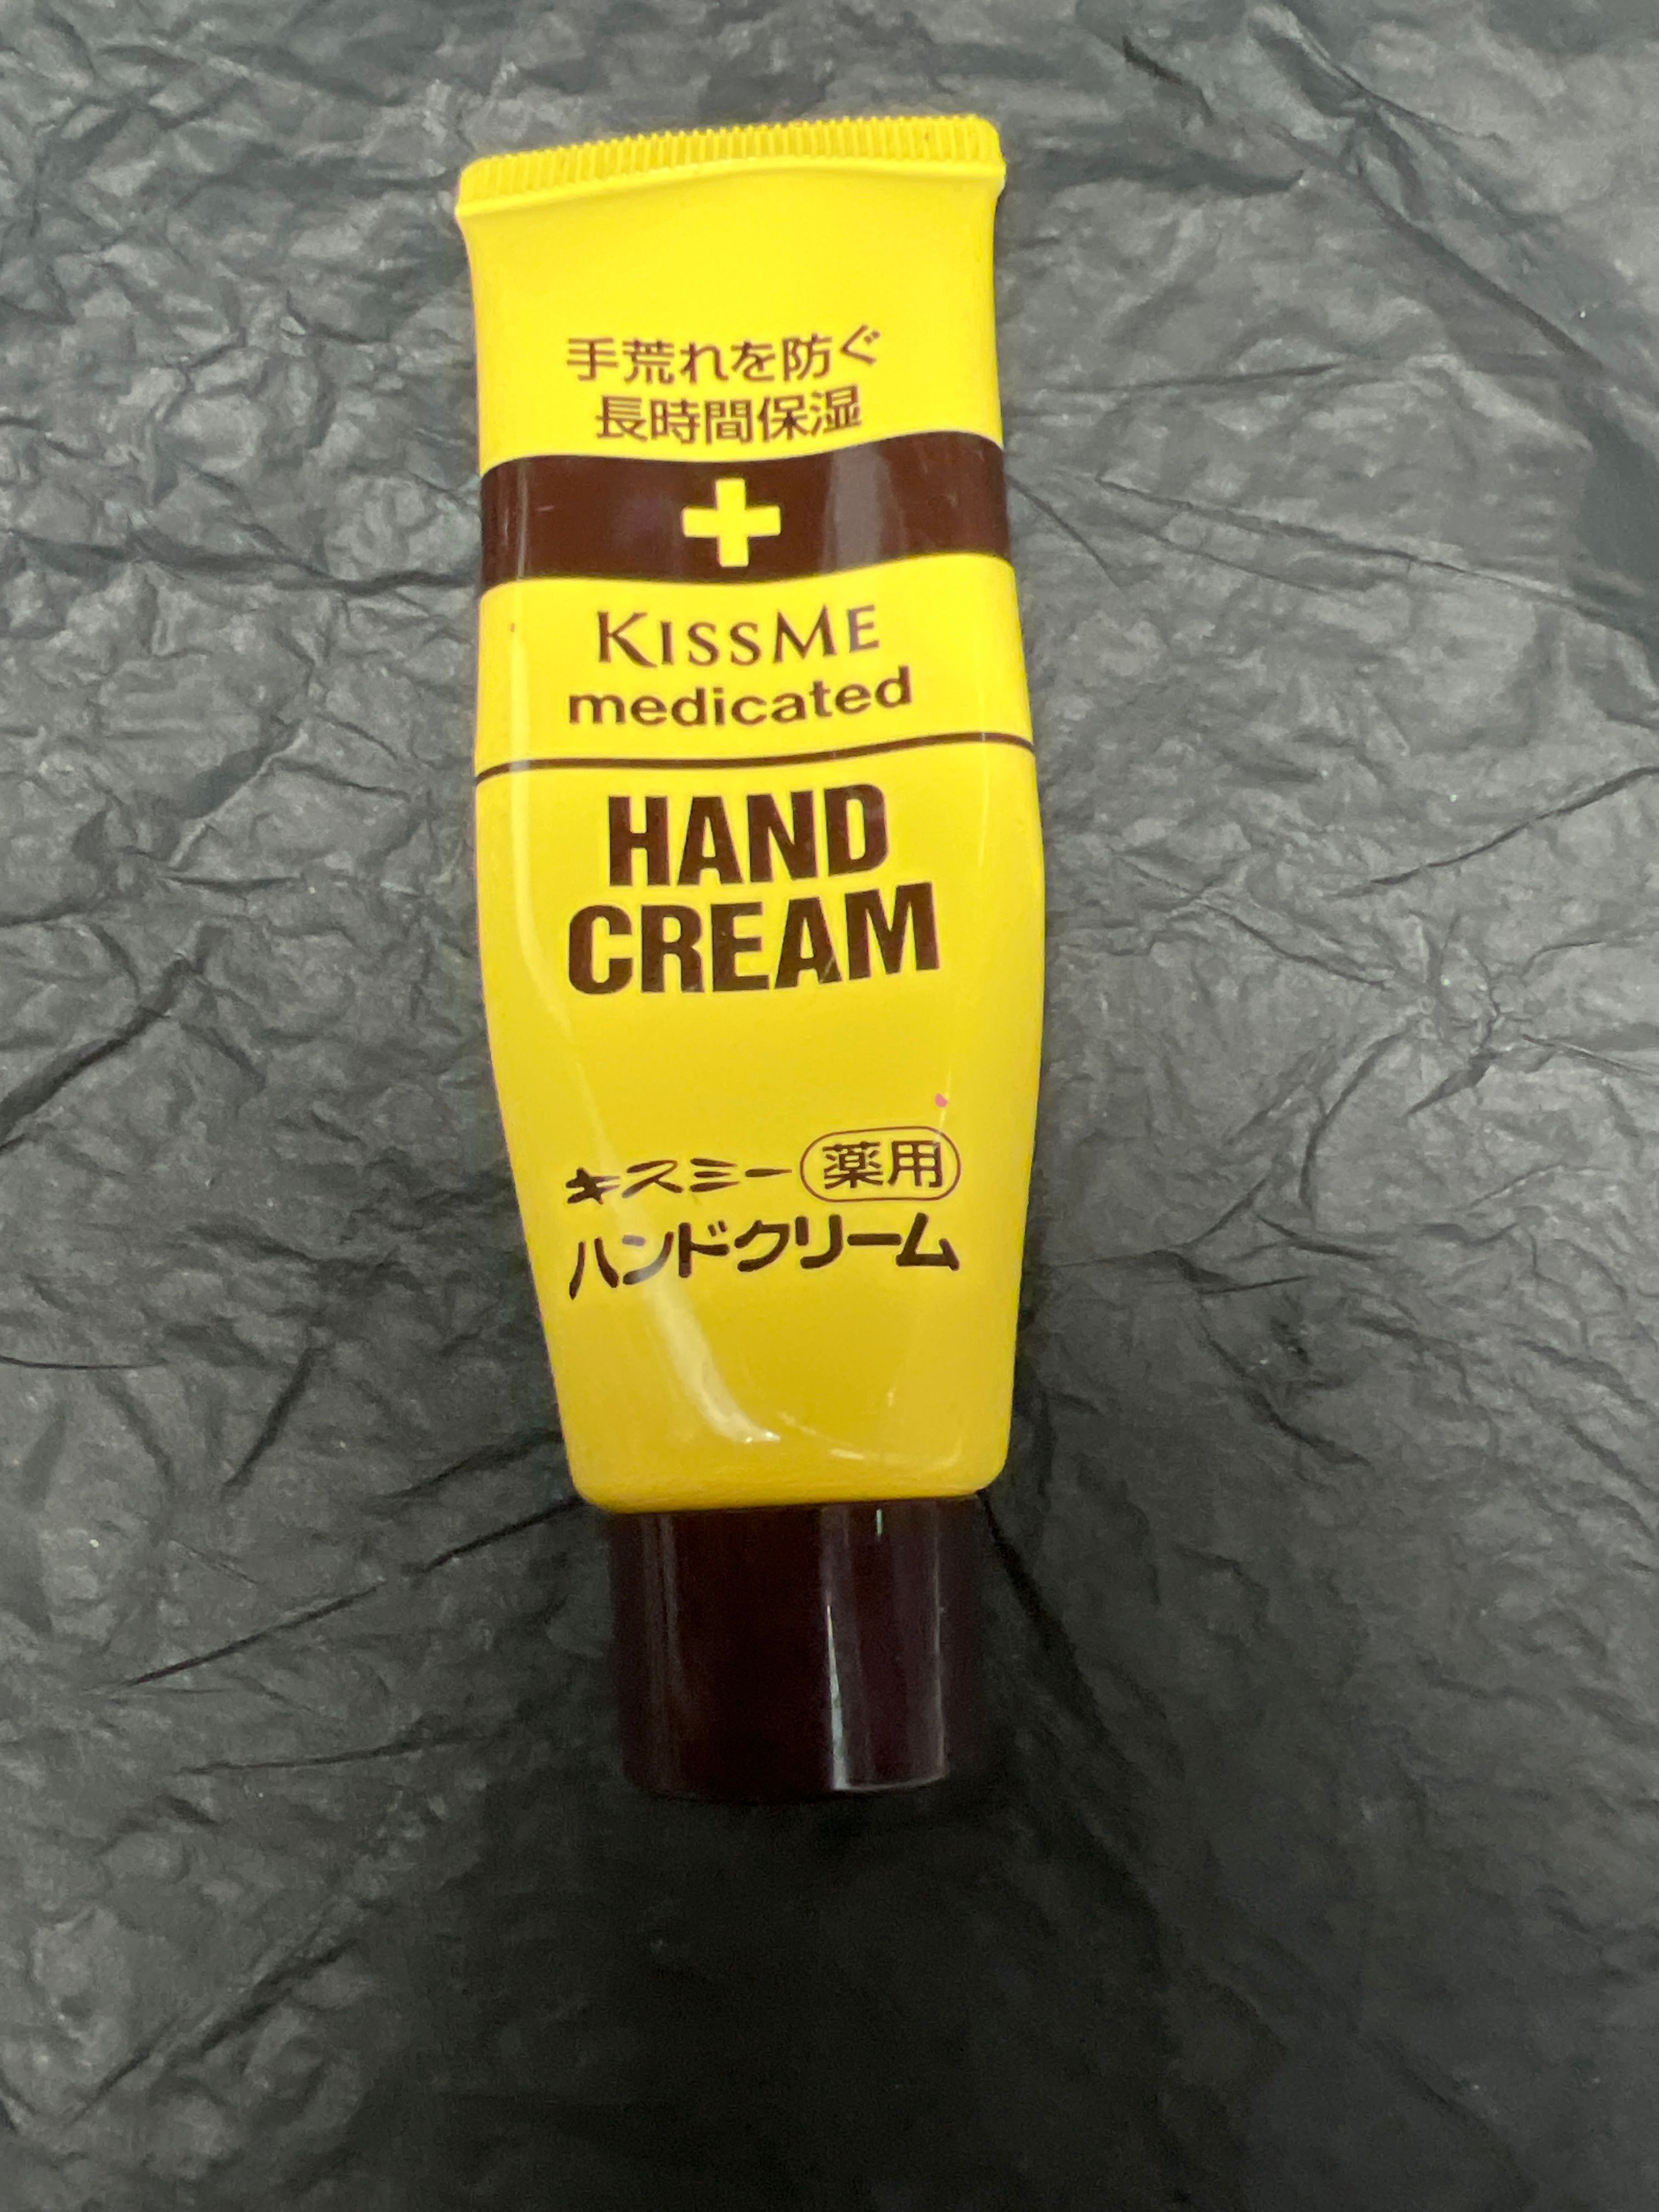 手荒れを防ぐ
長時間保湿
KISSME
medicated
HAND
CREAM
キスミー 薬用
ハンドクリーム